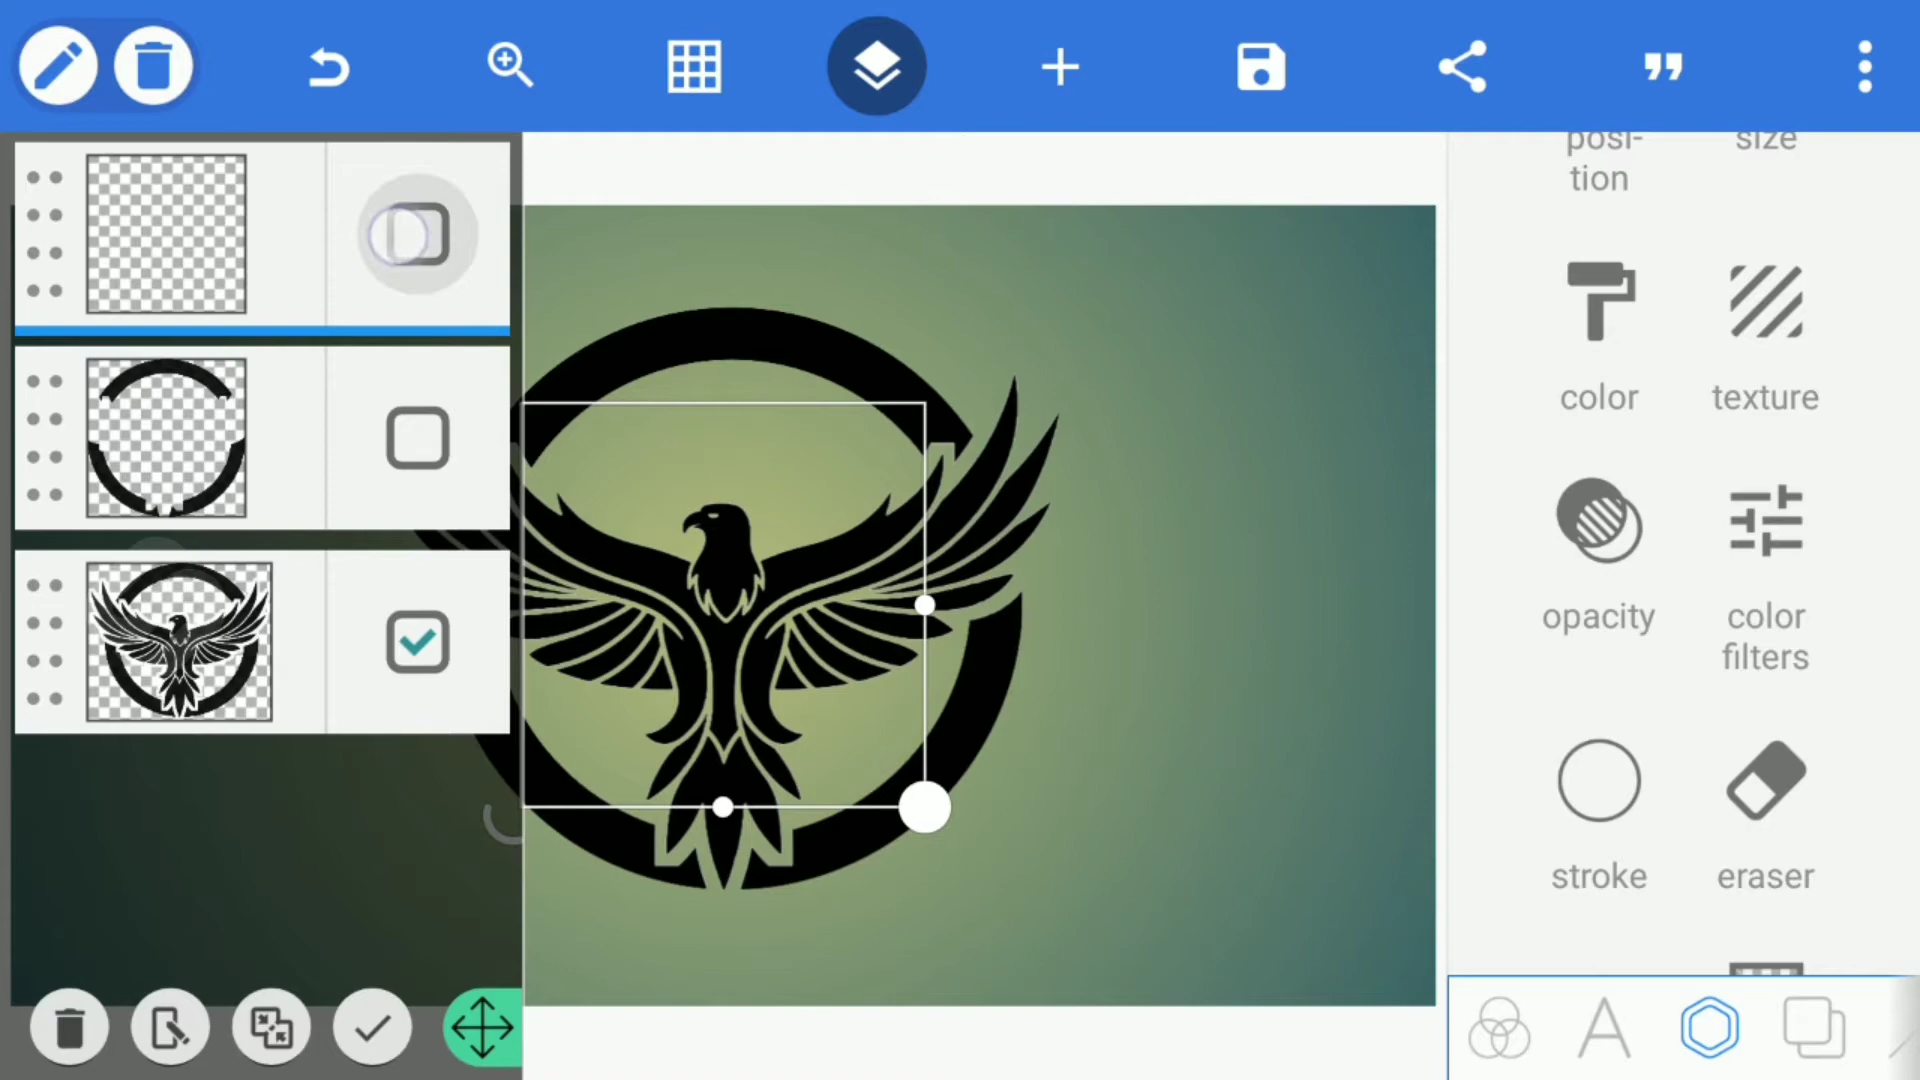 posi-
tion
size
color
texture
opacity
color
filters
stroke
eraser